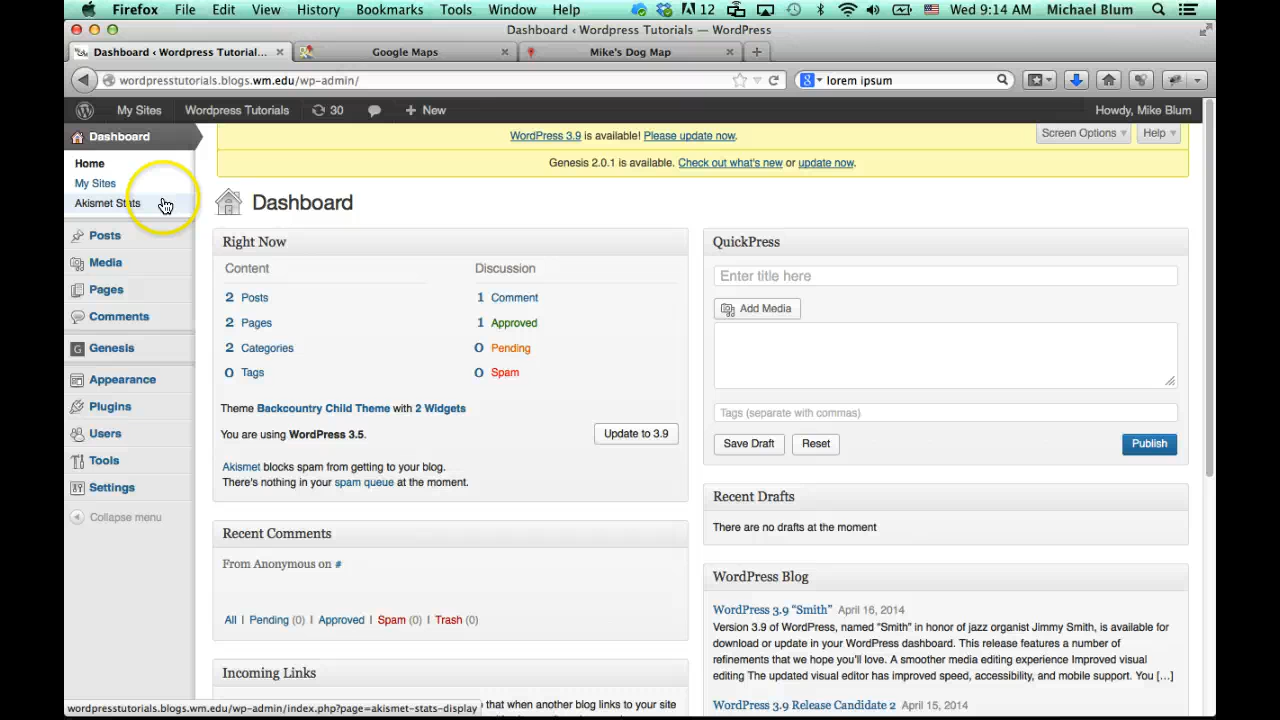 Firefox File Edit View History Bookmarks Tools Window Help 12 Wed 9:14 AM Michael Blum
Dashboard ‹ Wordpress Tutorials — WordPress
Dashboard ‹ Wordpress Tutorial... Google Maps Mike's Dog Map
wordpresstutorials.blogs.wm.edu/wp-admin/ lorem ipsum
My Sites Wordpress Tutorials 30 + New Howdy, Mike Blum
Dashboard
Home
My Sites
Akismet Stats
Posts
Media
Pages
Comments
Genesis
Appearance
Plugins
Users
Tools
Settings
Collapse menu
WordPress 3.9 is available! Please update now.
Screen Options Help
Genesis 2.0.1 is available. Check out what's new or update now.
Dashboard
Right Now
Content Discussion
2 Posts 1 Comment
2 Pages 1 Approved
2 Categories 0 Pending
0 Tags 0 Spam
Theme Backcountry Child Theme with 2 Widgets
You are using WordPress 3.5. Update to 3.9
Akismet blocks spam from getting to your blog.
There's nothing in your spam queue at the moment.
Recent Comments
From Anonymous on #
All | Pending (0) | Approved | Spam (0) | Trash (0)
Incoming Links
that when another blog links to your site
QuickPress
Enter title here
Add Media
Tags (separate with commas)
Save Draft Reset Publish
Recent Drafts
There are no drafts at the moment
WordPress Blog
WordPress 3.9 “Smith” April 16, 2014
Version 3.9 of WordPress, named “Smith” in honor of jazz organist Jimmy Smith, is available for
download or update in your WordPress dashboard. This release features a number of
refinements that we hope you'll love. A smoother media editing experience Improved visual
editing The updated visual editor has improved speed, accessibility, and mobile support. You [...]
WordPress 3.9 Release Candidate 2 April 15, 2014
wordpresstutorials.blogs.wm.edu/wp-admin/index.php?page=akismet-stats-display